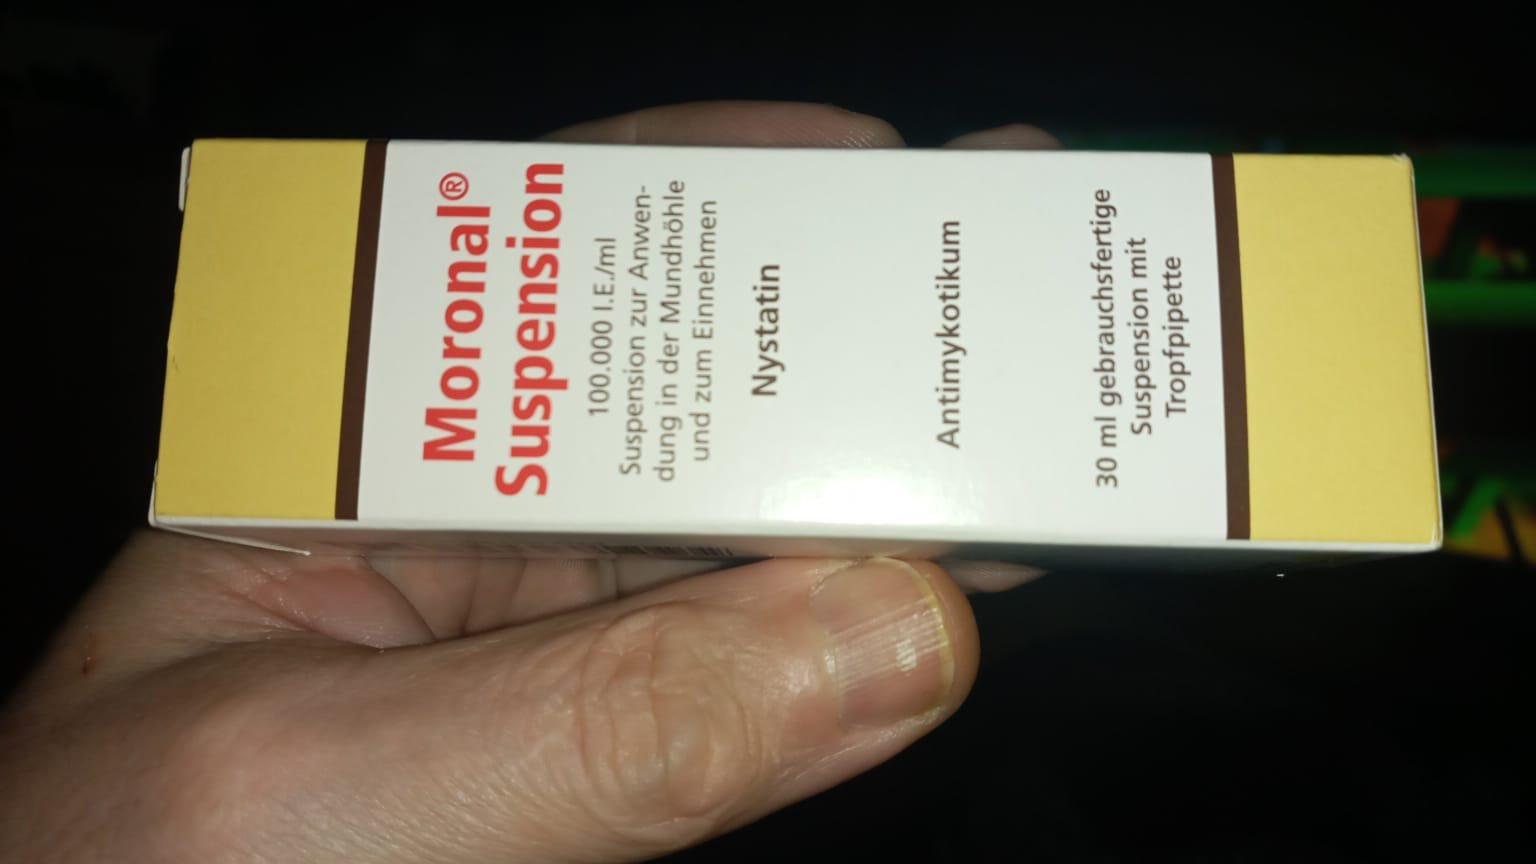 Moronal®
Suspension
100.000 I.E./ml
Suspension zur Anwen-
dung in der Mundhöhle
und zum Einnehmen
Nystatin
Antimykotikum
30 ml gebrauchsfertige
Suspension mit
Tropfpipette